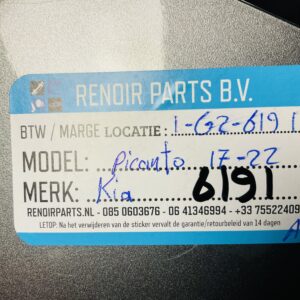 RENOIR PARTS B.V.
BTW / MARGE LOCATIE: 1-G2-619 1
MODEL: Picanto 17-22
MERK: Kia 6191
RENOIRPARTS.NL - 085 0603676 - 06 41346994 - +33 75522409
LETOP: Na het verwijderen van de sticker vervalt de garantie/retourbeleid van 14 dagen